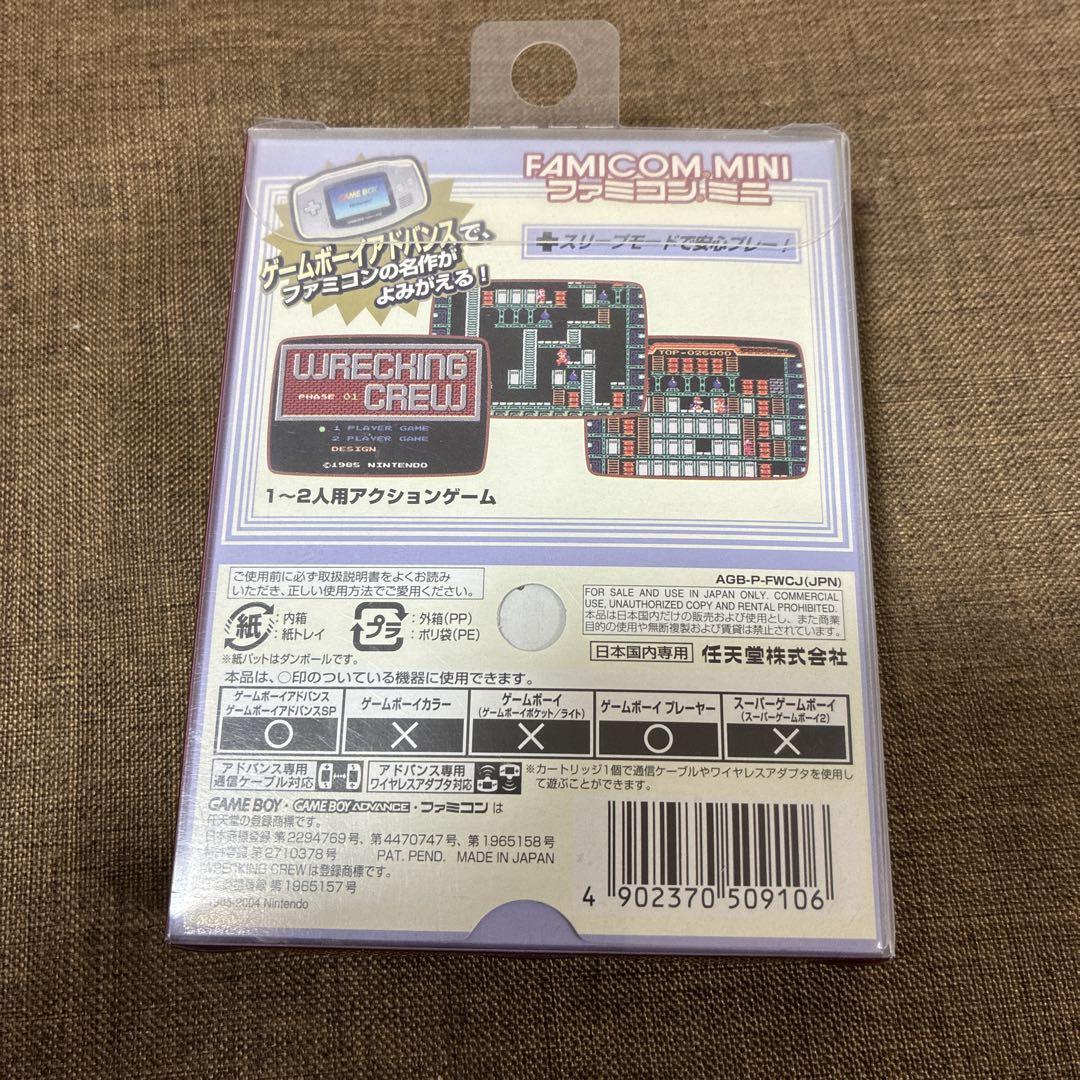 FAMICOM MINI
ファミコンミニ
GAME BOY
ゲームボーイアドバンスで、
ファミコンの名作が
よみがえる!
スリープモードで安心プレー!
WRECKING
CREW
PHASE 01
1 PLAYER GAME
2 PLAYER GAME
DESIGN
©1985 NINTENDO
TOP-026000
1〜2人用アクションゲーム
ご使用前に必ず取扱説明書をよくお読み
いただき、正しい使用方法でご愛用ください。
紙 :内箱
:紙トレイ
プラ :外箱(PP)
:ポリ袋(PE)
※紙パットはダンボールです。
AGB-P-FWCJ(JPN)
FOR SALE AND USE IN JAPAN ONLY. COMMERCIAL
USE, UNAUTHORIZED COPY AND RENTAL PROHIBITED.
本品は日本国内だけの販売および使用とし、また商業
目的の使用や無断複製および賃貸は禁止されています。
日本国内専用 任天堂株式会社
本品は、○印のついている機器に使用できます。
ゲームボーイアドバンス
ゲームボーイアドバンスSP
○
ゲームボーイカラー
×
ゲームボーイ
(ゲームボーイポケット/ライト)
×
ゲームボーイ プレーヤー
○
スーパーゲームボーイ
(スーパーゲームボーイ2)
×
アドバンス専用
通信ケーブル対応
アドバンス専用
ワイヤレスアダプタ対応
※カートリッジ1個で通信ケーブルやワイヤレスアダプタを使用し
て遊ぶことができます。
GAME BOY・GAME BOY ADVANCE・ファミコン は
任天堂の登録商標です。
日本商標登録 第2294769号、第4470747号、第1965158号
第2710378号 PAT. PEND. MADE IN JAPAN
WRECKING CREWは登録商標です。
第1965157号
1985-2004 Nintendo
4 902370 509106